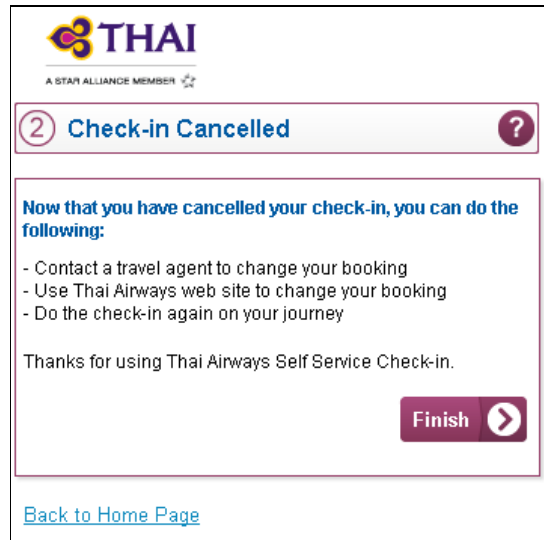 THAI
A STAR ALLIANCE MEMBER
2 Check-in Cancelled ?
Now that you have cancelled your check-in, you can do the
following:
- Contact a travel agent to change your booking
- Use Thai Airways web site to change your booking
- Do the check-in again on your journey
Thanks for using Thai Airways Self Service Check-in.
Finish
Back to Home Page